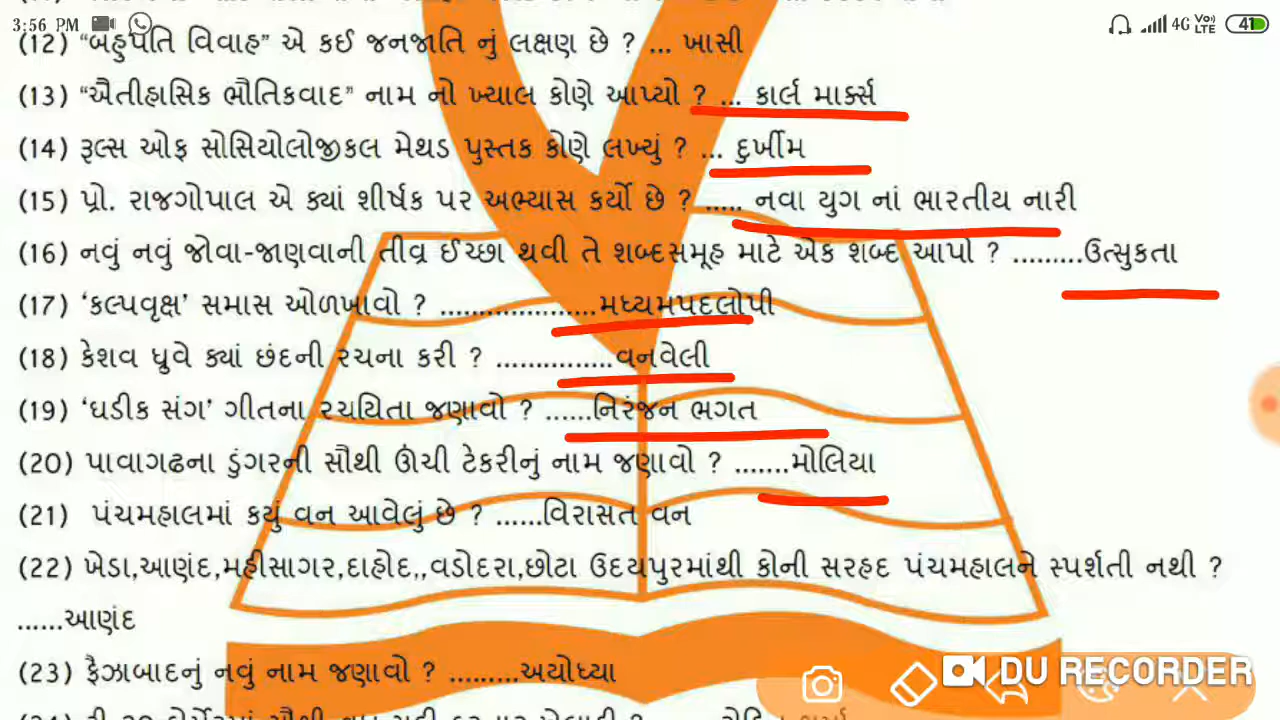 3:56 PM
4G Vo) LTE 41
(12) “બહુપતિ વિવાહ” એ કઈ જનજાતિ નું લક્ષણ છે ? ... ખાસી
(13) “ઐતીહાસિક ભૌતિકવાદ” નામ નો ખ્યાલ કોણે આપ્યો ? ... કાર્લ માર્ક્સ
(14) રૂલ્સ ઓફ સોસિયોલોજીકલ મેથડ પુસ્તક કોણે લખ્યું ? ... દુર્ખીમ
(15) પ્રો. રાજગોપાલ એ ક્યાં શીર્ષક પર અભ્યાસ કર્યો છે ? ..... નવા યુગ નાં ભારતીય નારી
(16) નવું નવું જોવા-જાણવાની તીવ્ર ઈચ્છા થવી તે શબ્દસમૂહ માટે એક શબ્દ આપો ? .........ઉત્સુકતા
(17) ‘કલ્પવૃક્ષ’ સમાસ ઓળખાવો ? .....................મધ્યમપદલોપી
(18) કેશવ ધ્રુવે ક્યાં છંદની રચના કરી ? ...............વનવેલી
(19) ‘ઘડીક સંગ’ ગીતના રચયિતા જણાવો ? ......નિરંજન ભગત
(20) પાવાગઢના ડુંગરની સૌથી ઊંચી ટેકરીનું નામ જણાવો ? .......મોલિયા
(21) પંચમહાલમાં કયું વન આવેલું છે ? ......વિરાસત વન
(22) ખેડા,આણંદ,મહીસાગર,દાહોદ,,વડોદરા,છોટા ઉદયપુરમાંથી કોની સરહદ પંચમહાલને સ્પર્શતી નથી ?
......આણંદ
(23) ફૈઝાબાદનું નવું નામ જણાવો ? .........અયોધ્યા
DU RECORDER